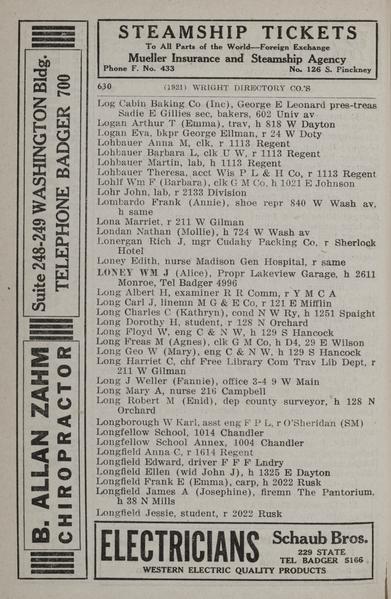 STEAMSHIP TICKETS
To All Parts of the World—Foreign Exchange
Mueller Insurance and Steamship Agency
Phone F. No. 433 No. 126 S. Pinckney
630 (1921) WRIGHT DIRECTORY CO.'S
Log Cabin Baking Co (Inc), George E Leonard pres-treas
Sadie E Gillies sec, bakers, 602 Univ av
Logan Arthur T (Emma), trav, h 818 W Dayton
Logan Eva, bkpr George Eilman, r 24 W Doty
Lohbauer Anna M, clk, r 1113 Regent
Lohbauer Barbara L, clk U W, r 1113 Regent
Lohbauer Martin, lab, h 1113 Regent
Lohbauer Theresa, acct Wis P L & H Co, r 1113 Regent
Lohlf Wm F (Barbara), clk G M Co, h 1021 E Johnson
Lohr John, lab, r 2133 Division
Lombardo Frank (Annie), shoe repr 840 W Wash av,
h same
Lona Marriet, r 211 W Gilman
Londan Nathan (Mollie), h 724 W Wash av
Lonergan Rich J, mgr Cudahy Packing Co, r Sherlock
Hotel
Loney Edith, nurse Madison Gen Hospital, r same
LONEY WM J (Alice), Propr Lakeview Garage, h 2611
Monroe, Tel Badger 4996
Long Albert H, examiner R R Comm, r Y M C A
Long Carl J, linemn M G & E Co, r 121 E Mifflin
Long Charles C (Kathryn), cond N W Ry, h 1251 Spaight
Long Dorothy H, student, r 128 N Orchard
Long Floyd W, eng C & N W, h 129 S Hancock
Long Freas M (Agnes), clk G M Co, h D4, 29 E Wilson
Long Geo W (Mary), eng C & N W, h 129 S Hancock
Long Harriet C, chf Free Library Com Trav Lib Dept, r
211 W Gilman
Long J Weller (Fannie), office 3-4 9 W Main
Long Mary A, nurse 216 Campbell
Long Robert M (Enid), dep county surveyor, h 128 N
Orchard
Longborough W Karl, asst eng F P L, r O'Sheridan (SM)
Longfellow School, 1014 Chandler
Longfellow School Annex, 1004 Chandler
Longfield Anna C, r 1614 Regent
Longfield Edward, driver F F F Lndry
Longfield Ellen (wid John J), h 1325 E Dayton
Longfield Frank E (Emma), carp, h 2022 Rusk
Longfield James A (Josephine), firemn The Pantorium,
h 38 N Mills
Longfield Jessie, student, r 2022 Rusk
ELECTRICIANS
Schaub Bros.
229 STATE
TEL BADGER 5166
WESTERN ELECTRIC QUALITY PRODUCTS
B. ALLAN ZAHM
CHIROPRACTOR
Suite 248-249 WASHINGTON Bldg.
TELEPHONE BADGER 700